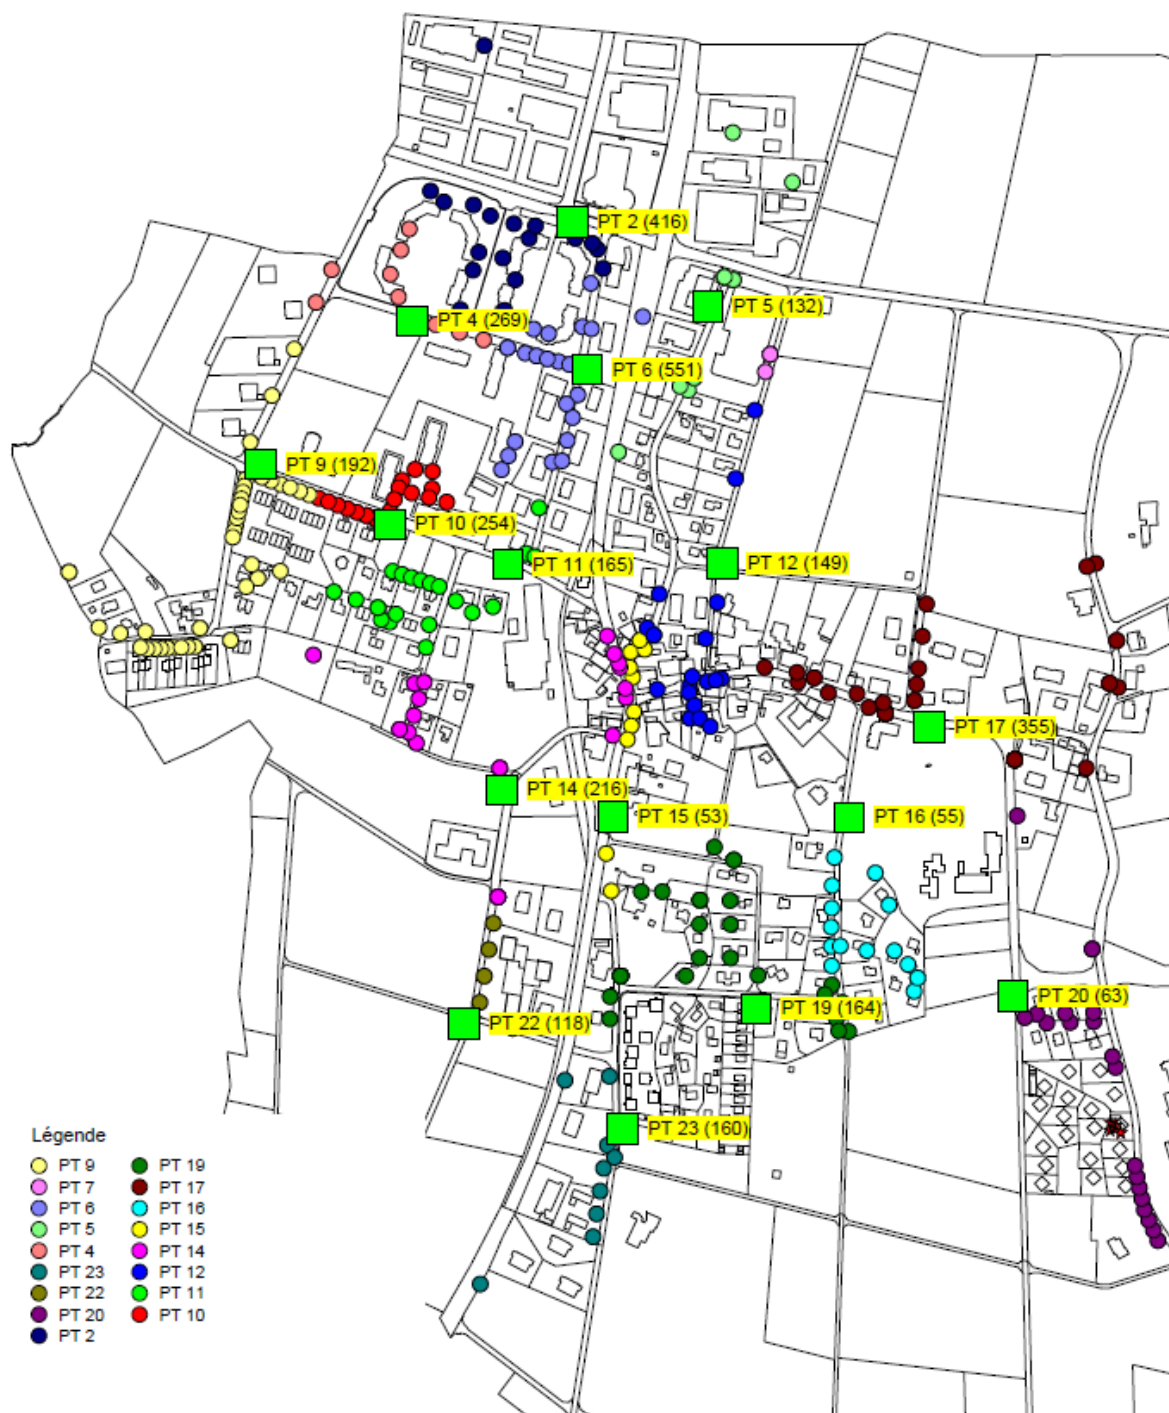 PT 2 (416)
PT 5 (132)
PT 4 (269)
PT 6 (551)
PT 9 (192)
PT 10 (254)
PT 11 (165)
PT 12 (149)
PT 17 (355)
PT 14 (216)
PT 15 (53)
PT 16 (55)
PT 20 (63)
PT 19 (164)
PT 22 (118)
PT 23 (160)
Légende
PT 9
PT 7
PT 6
PT 5
PT 4
PT 23
PT 22
PT 20
PT 2
PT 19
PT 17
PT 16
PT 15
PT 14
PT 12
PT 11
PT 10